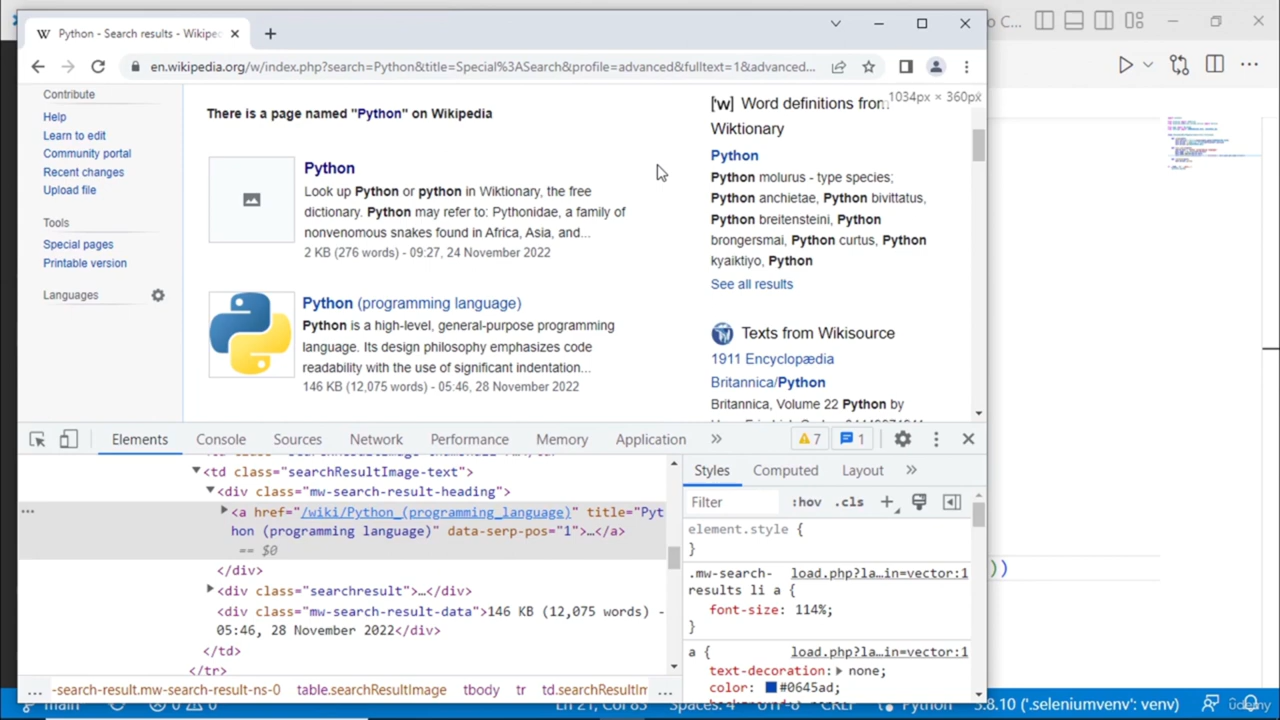 Python - Search results - Wikipe
o C...
en.wikipedia.org/w/index.php?search=Python&title=Special%3ASearch&profile=advanced&fulltext=1&advanced...
1034px × 360px
Contribute
Help
Learn to edit
Community portal
Recent changes
Upload file
Tools
Special pages
Printable version
Languages
There is a page named "Python" on Wikipedia
Python
Look up Python or python in Wiktionary, the free
dictionary. Python may refer to: Pythonidae, a family of
nonvenomous snakes found in Africa, Asia, and...
2 KB (276 words) - 09:27, 24 November 2022
Python (programming language)
Python is a high-level, general-purpose programming
language. Its design philosophy emphasizes code
readability with the use of significant indentation...
146 KB (12,075 words) - 05:46, 28 November 2022
['w] Word definitions from
Wiktionary
Python
Python molurus - type species;
Python anchietae, Python bivittatus,
Python breitensteini, Python
brongersmai, Python curtus, Python
kyaiktiyo, Python
See all results
Texts from Wikisource
1911 Encyclopædia
Britannica/Python
Britannica, Volume 22 Python by
Elements Console Sources Network Performance Memory Application » 7 1
<td class="searchResultImage-text">
<div class="mw-search-result-heading">
<a href="/wiki/Python_(programming_language)" title="Pyt
hon (programming language)" data-serp-pos="1">…</a>
== $0
</div>
<div class="searchresult">…</div>
<div class="mw-search-result-data">146 KB (12,075 words) -
05:46, 28 November 2022</div>
</td>
</tr>
... -search-result.mw-search-result-ns-0 table.searchResultImage tbody tr td.searchResultIm ...
Styles Computed Layout »
Filter :hov .cls +
element.style {
}
.mw-search- load.php?la…in=vector:1
results li a {
font-size: 114%;
}
a { load.php?la…in=vector:1
text-decoration: none;
color: #0645ad;
))
main 0 0 Ln 21, Col 83 Spaces: 4 UTF-8 CRLF Python 3.8.10 ('.seleniumvenv': venv)
ûdemy